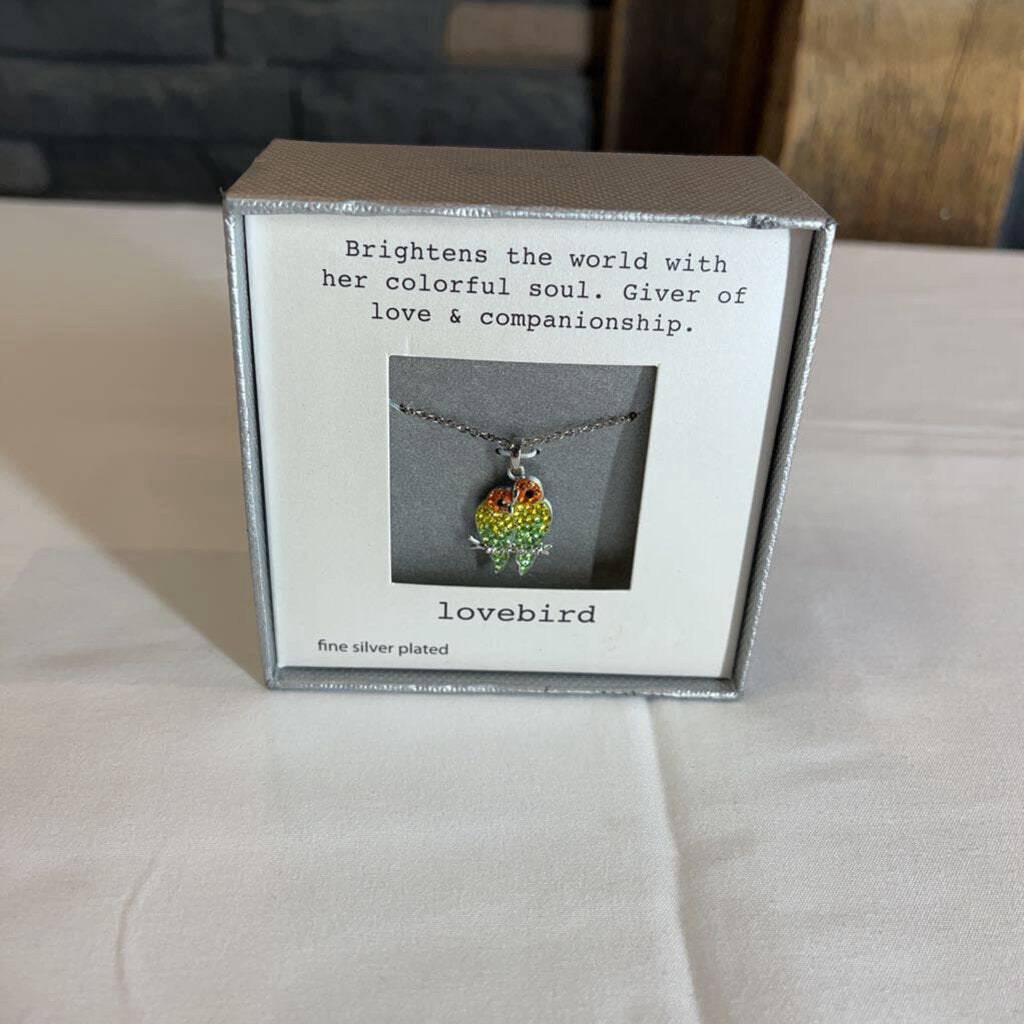 Brightens the world with
her colorful soul. Giver of
love & companionship.
lovebird
fine silver plated